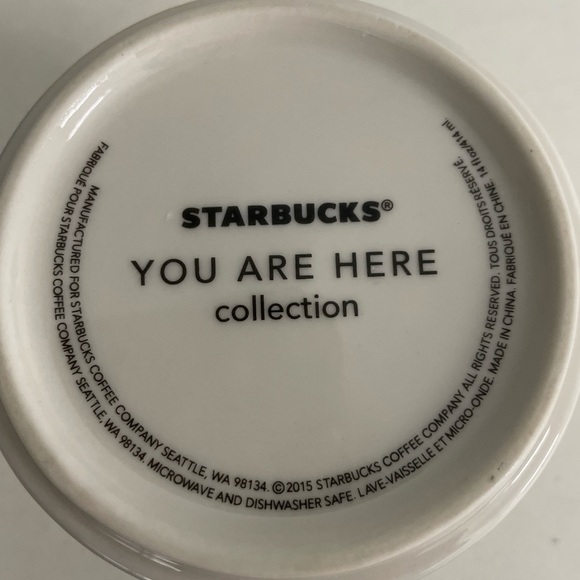 STARBUCKS®
YOU ARE HERE
collection
MANUFACTURED FOR STARBUCKS COFFEE COMPANY SEATTLE, WA 98134. ©2015 STARBUCKS COFFEE COMPANY ALL RIGHTS RESERVED. TOUS DROITS RÉSERVÉ.
FABRIQUÉ POUR STARBUCKS COFFEE COMPANY SEATTLE, WA 98134. MICROWAVE AND DISHWASHER SAFE. LAVE-VAISSELLE ET MICRO-ONDE. MADE IN CHINA. FABRIQUÉ EN CHINE. 14 fl oz/414 ml.